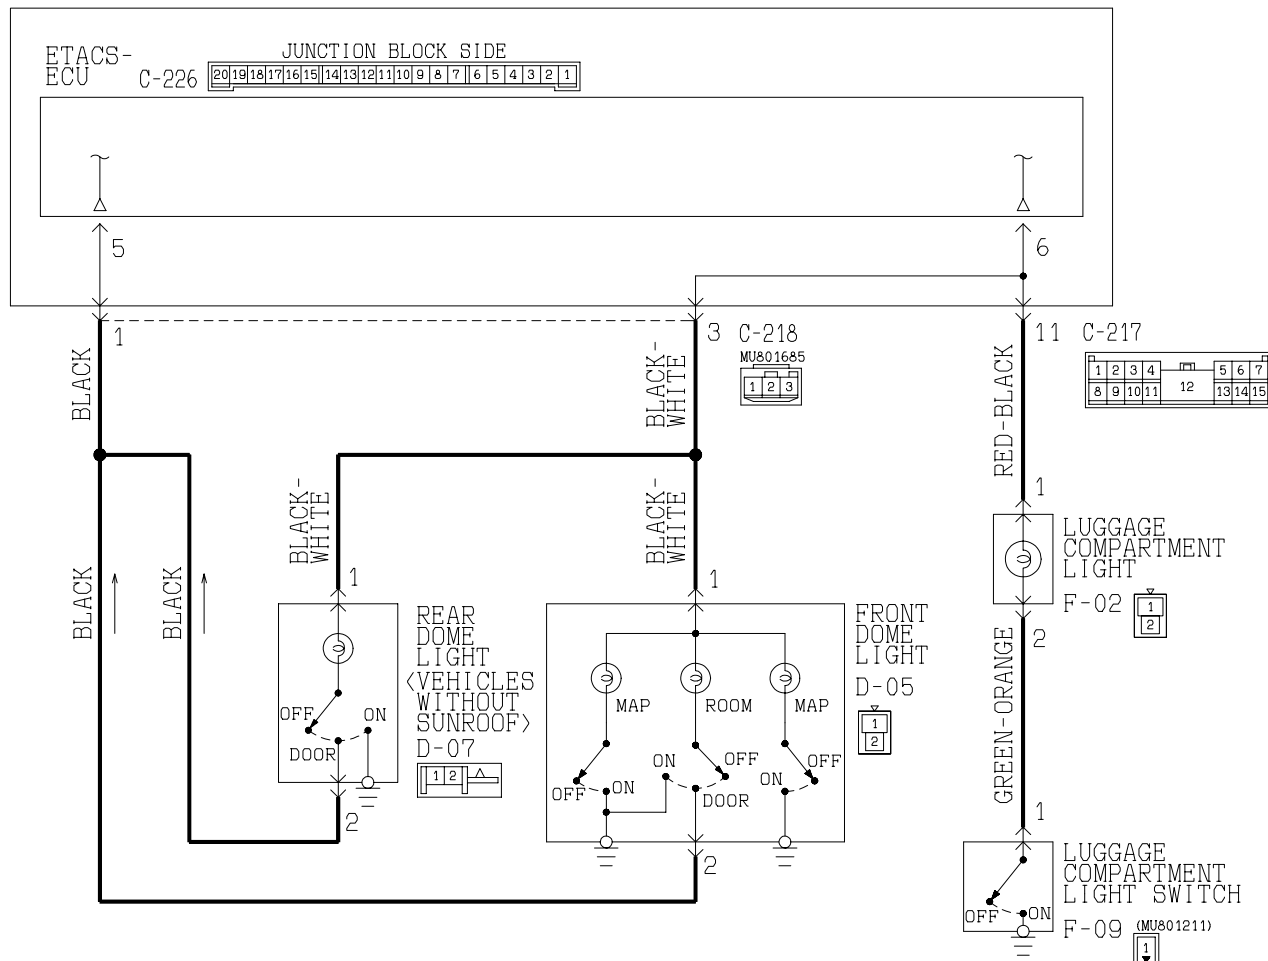 JUNCTION BLOCK SIDE
ETACS-
ECU
C-226
20 19 18 17 16 15 14 13 12 11 10 9 8 7 6 5 4 3 2 1
5
6
1
3
C-218
MU801685
1 2 3
11
C-217
1 2 3 4 5 6 7
8 9 10 11 12 13 14 15
BLACK
BLACK-
WHITE
RED-BLACK
BLACK-
WHITE
BLACK-
WHITE
1
LUGGAGE
COMPARTMENT
LIGHT
F-02
1
2
2
BLACK
BLACK
1
REAR
DOME
LIGHT
<VEHICLES
WITHOUT
SUNROOF>
D-07
1 2
OFF
ON
DOOR
2
1
FRONT
DOME
LIGHT
D-05
1
2
MAP
ROOM
MAP
OFF
ON
ON
OFF
DOOR
ON
OFF
2
GREEN-ORANGE
1
LUGGAGE
COMPARTMENT
LIGHT SWITCH
F-09
(MU801211)
1
OFF
ON